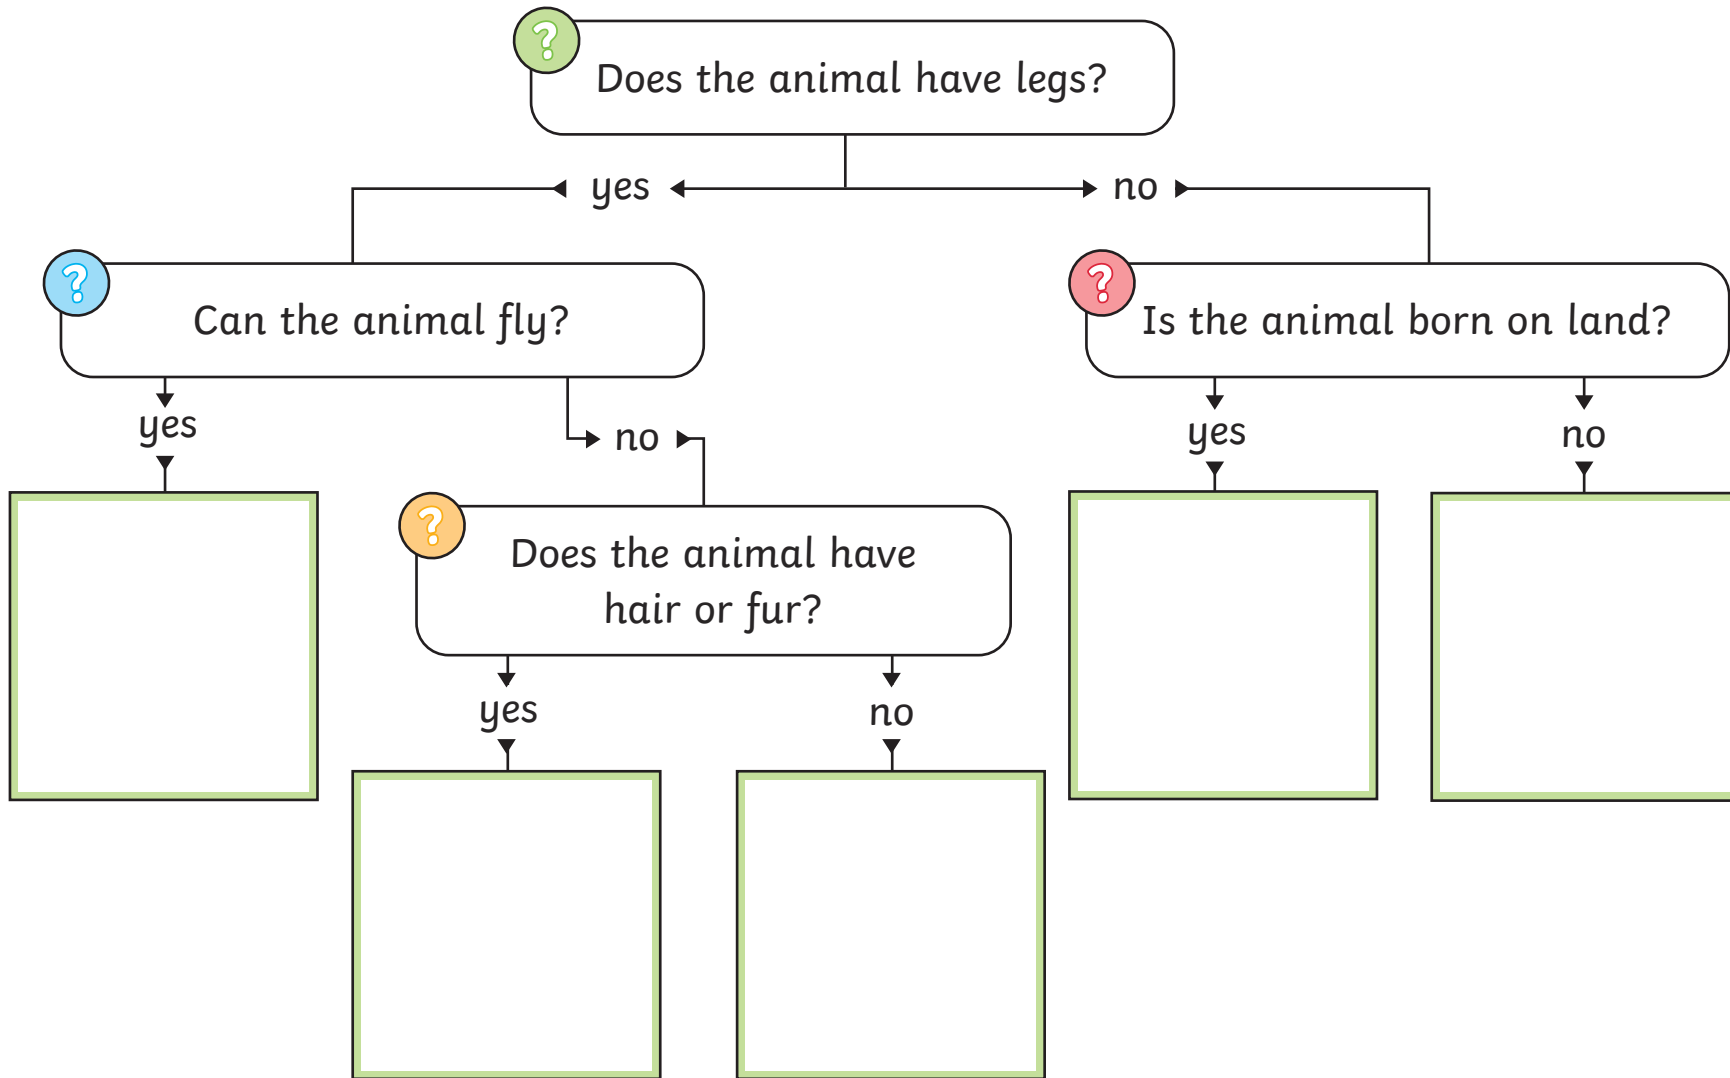 Does the animal have legs?
yes
no
Can the animal fly?
Is the animal born on land?
yes
no
yes
no
Does the animal have
hair or fur?
yes
no